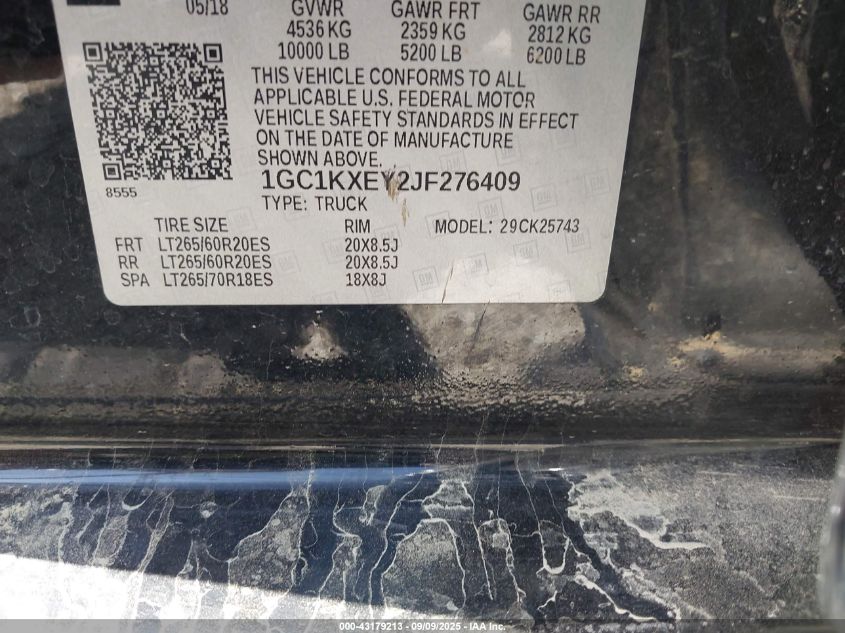 05/18 GVWR GAWR FRT GAWR RR
4536 KG 2359 KG 2812 KG
10000 LB 5200 LB 6200 LB
THIS VEHICLE CONFORMS TO ALL
APPLICABLE U.S. FEDERAL MOTOR
VEHICLE SAFETY STANDARDS IN EFFECT
ON THE DATE OF MANUFACTURE
SHOWN ABOVE.
8555
1GC1KXEY2JF276409
TYPE: TRUCK
TIRE SIZE RIM MODEL: 29CK25743
FRT LT265/60R20ES 20X8.5J
RR LT265/60R20ES 20X8.5J
SPA LT265/70R18ES 18X8J
000-43179213 - 09/09/2025 - IAA Inc.